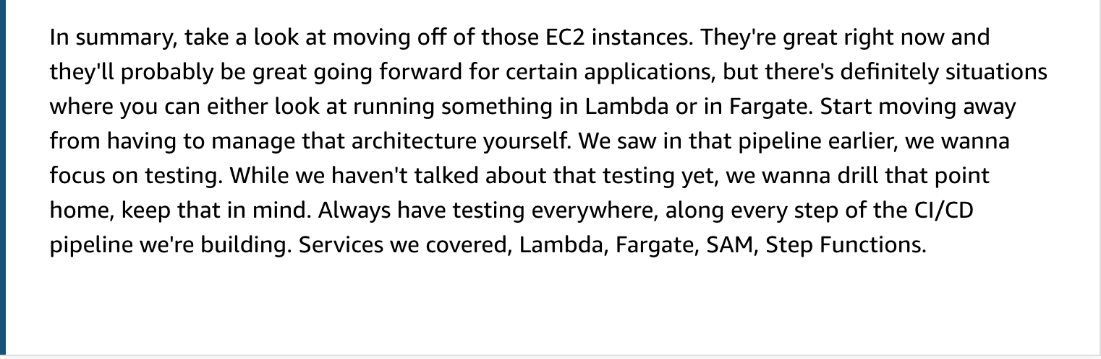 In summary, take a look at moving off of those EC2 instances. They're great right now and
they'll probably be great going forward for certain applications, but there's definitely situations
where you can either look at running something in Lambda or in Fargate. Start moving away
from having to manage that architecture yourself. We saw in that pipeline earlier, we wanna
focus on testing. While we haven't talked about that testing yet, we wanna drill that point
home, keep that in mind. Always have testing everywhere, along every step of the CI/CD
pipeline we're building. Services we covered, Lambda, Fargate, SAM, Step Functions.